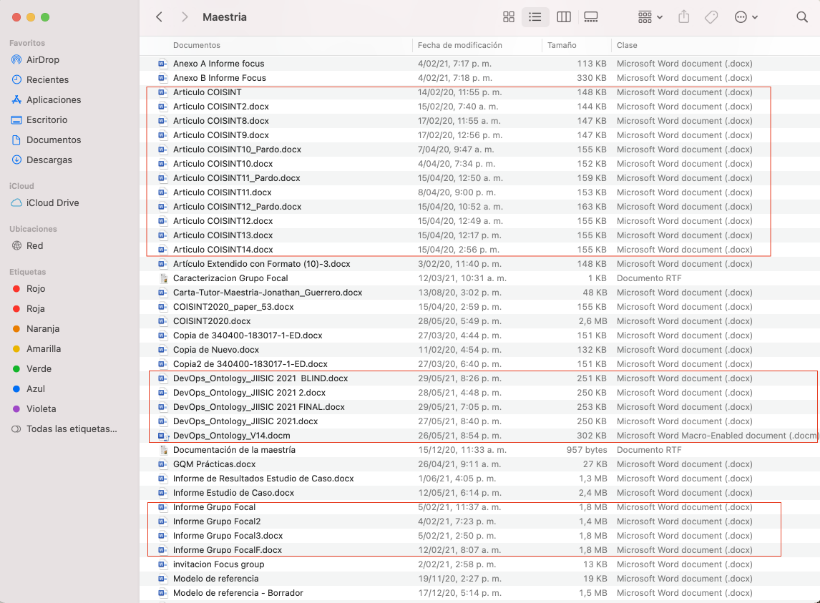 Maestria
Favoritos
AirDrop
Recientes
Aplicaciones
Escritorio
Documentos
Descargas
iCloud
iCloud Drive
Ubicaciones
Red
Etiquetas
Rojo
Roja
Naranja
Amarilla
Verde
Azul
Violeta
Todas las etiquetas...
Documentos Fecha de modificación Tamaño Clase
Anexo A Informe focus 4/02/21, 7:17 p. m. 113 KB Microsoft Word document (.docx)
Anexo B Informe Focus 4/02/21, 7:18 p. m. 330 KB Microsoft Word document (.docx)
Articulo COISINT 14/02/20, 11:55 p. m. 148 KB Microsoft Word document (.docx)
Articulo COISINT2.docx 15/02/20, 7:40 a. m. 144 KB Microsoft Word document (.docx)
Articulo COISINT8.docx 17/02/20, 11:55 a. m. 147 KB Microsoft Word document (.docx)
Articulo COISINT9.docx 17/02/20, 12:56 p. m. 147 KB Microsoft Word document (.docx)
Articulo COISINT10_Pardo.docx 7/04/20, 9:47 a. m. 155 KB Microsoft Word document (.docx)
Articulo COISINT10.docx 4/04/20, 7:34 p. m. 152 KB Microsoft Word document (.docx)
Articulo COISINT11_Pardo.docx 15/04/20, 12:50 a. m. 159 KB Microsoft Word document (.docx)
Articulo COISINT11.docx 8/04/20, 9:00 p. m. 153 KB Microsoft Word document (.docx)
Articulo COISINT12_Pardo.docx 15/04/20, 10:52 a. m. 163 KB Microsoft Word document (.docx)
Articulo COISINT12.docx 15/04/20, 12:49 a. m. 155 KB Microsoft Word document (.docx)
Articulo COISINT13.docx 15/04/20, 12:17 p. m. 155 KB Microsoft Word document (.docx)
Articulo COISINT14.docx 15/04/20, 2:56 p. m. 155 KB Microsoft Word document (.docx)
Artículo Extendido con Formato (10)-3.docx 3/02/20, 11:40 p. m. 148 KB Microsoft Word document (.docx)
Caracterizacion Grupo Focal 12/03/21, 10:31 a. m. 1 KB Documento RTF
Carta-Tutor-Maestria-Jonathan_Guerrero.docx 13/08/20, 3:02 p. m. 48 KB Microsoft Word document (.docx)
COISINT2020_paper_53.docx 15/04/20, 2:59 p. m. 155 KB Microsoft Word document (.docx)
COISINT2020.docx 28/05/20, 5:49 p. m. 2,6 MB Microsoft Word document (.docx)
Copia de 340400-183017-1-ED.docx 27/03/20, 4:44 p. m. 151 KB Microsoft Word document (.docx)
Copia de Nuevo.docx 11/02/20, 4:54 p. m. 132 KB Microsoft Word document (.docx)
Copia2 de 340400-183017-1-ED.docx 27/03/20, 6:40 p. m. 151 KB Microsoft Word document (.docx)
DevOps_Ontology_JIISIC 2021 BLIND.docx 29/05/21, 8:26 p. m. 251 KB Microsoft Word document (.docx)
DevOps_Ontology_JIISIC 2021 2.docx 28/05/21, 4:48 p. m. 250 KB Microsoft Word document (.docx)
DevOps_Ontology_JIISIC 2021 FINAL.docx 29/05/21, 7:05 p. m. 253 KB Microsoft Word document (.docx)
DevOps_Ontology_JIISIC 2021.docx 27/05/21, 8:40 p. m. 250 KB Microsoft Word document (.docx)
DevOps_Ontology_V14.docm 26/05/21, 8:54 p. m. 302 KB Microsoft Word Macro-Enabled document (.docm
Documentación de la maestría 15/12/20, 11:33 a. m. 957 bytes Documento RTF
GQM Prácticas.docx 26/04/21, 9:11 a. m. 27 KB Microsoft Word document (.docx)
Informe de Resultados Estudio de Caso.docx 1/06/21, 4:05 p. m. 1,3 MB Microsoft Word document (.docx)
Informe Estudio de Caso.docx 12/05/21, 6:14 p. m. 2,4 MB Microsoft Word document (.docx)
Informe Grupo Focal 5/02/21, 11:37 a. m. 1,8 MB Microsoft Word document (.docx)
Informe Grupo Focal2 4/02/21, 7:23 p. m. 1,4 MB Microsoft Word document (.docx)
Informe Grupo Focal3.docx 5/02/21, 2:50 p. m. 1,8 MB Microsoft Word document (.docx)
Informe Grupo FocalF.docx 12/02/21, 8:07 a. m. 1,8 MB Microsoft Word document (.docx)
invitacion Focus group 2/02/21, 2:58 p. m. 13 KB Microsoft Word document (.docx)
Modelo de referencia 19/11/20, 2:27 p. m. 19 KB Microsoft Word document (.docx)
Modelo de referencia - Borrador 17/12/20, 5:14 p. m. 1,5 MB Microsoft Word document (.docx)